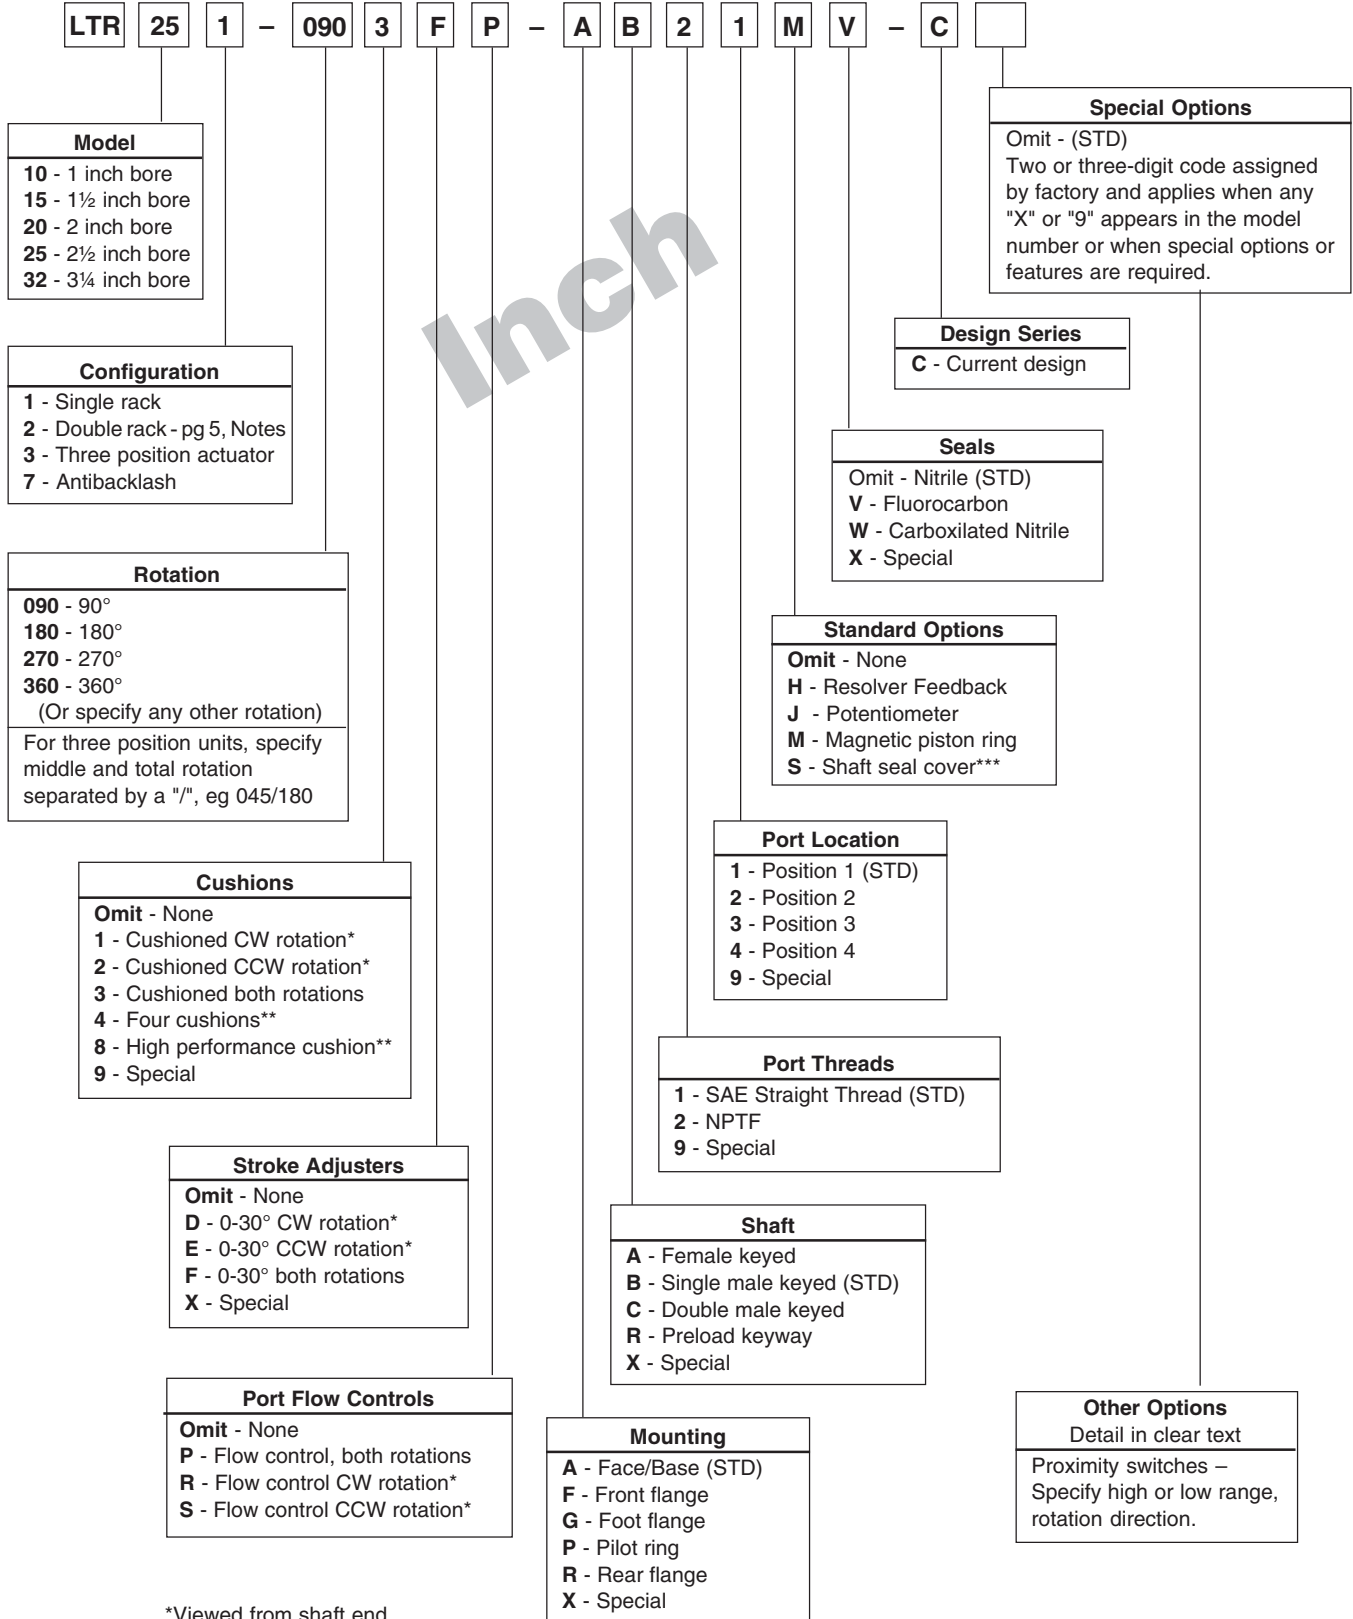 LTR 25 1 – 090 3 F P – A B 2 1 M V – C
Special Options
Omit - (STD)
Two or three-digit code assigned
by factory and applies when any
"X" or "9" appears in the model
number or when special options or
features are required.
Model
10 - 1 inch bore
15 - 1½ inch bore
20 - 2 inch bore
25 - 2½ inch bore
32 - 3¼ inch bore
Inch
Design Series
C - Current design
Configuration
1 - Single rack
2 - Double rack - pg 5, Notes
3 - Three position actuator
7 - Antibacklash
Seals
Omit - Nitrile (STD)
V - Fluorocarbon
W - Carboxilated Nitrile
X - Special
Rotation
090 - 90°
180 - 180°
270 - 270°
360 - 360°
(Or specify any other rotation)
For three position units, specify
middle and total rotation
separated by a "/", eg 045/180
Standard Options
Omit - None
H - Resolver Feedback
J - Potentiometer
M - Magnetic piston ring
S - Shaft seal cover***
Port Location
1 - Position 1 (STD)
2 - Position 2
3 - Position 3
4 - Position 4
9 - Special
Cushions
Omit - None
1 - Cushioned CW rotation*
2 - Cushioned CCW rotation*
3 - Cushioned both rotations
4 - Four cushions**
8 - High performance cushion**
9 - Special
Port Threads
1 - SAE Straight Thread (STD)
2 - NPTF
9 - Special
Stroke Adjusters
Omit - None
D - 0-30° CW rotation*
E - 0-30° CCW rotation*
F - 0-30° both rotations
X - Special
Shaft
A - Female keyed
B - Single male keyed (STD)
C - Double male keyed
R - Preload keyway
X - Special
Port Flow Controls
Omit - None
P - Flow control, both rotations
R - Flow control CW rotation*
S - Flow control CCW rotation*
Mounting
A - Face/Base (STD)
F - Front flange
G - Foot flange
P - Pilot ring
R - Rear flange
X - Special
Other Options
Detail in clear text
Proximity switches –
Specify high or low range,
rotation direction.
*Viewed from shaft end